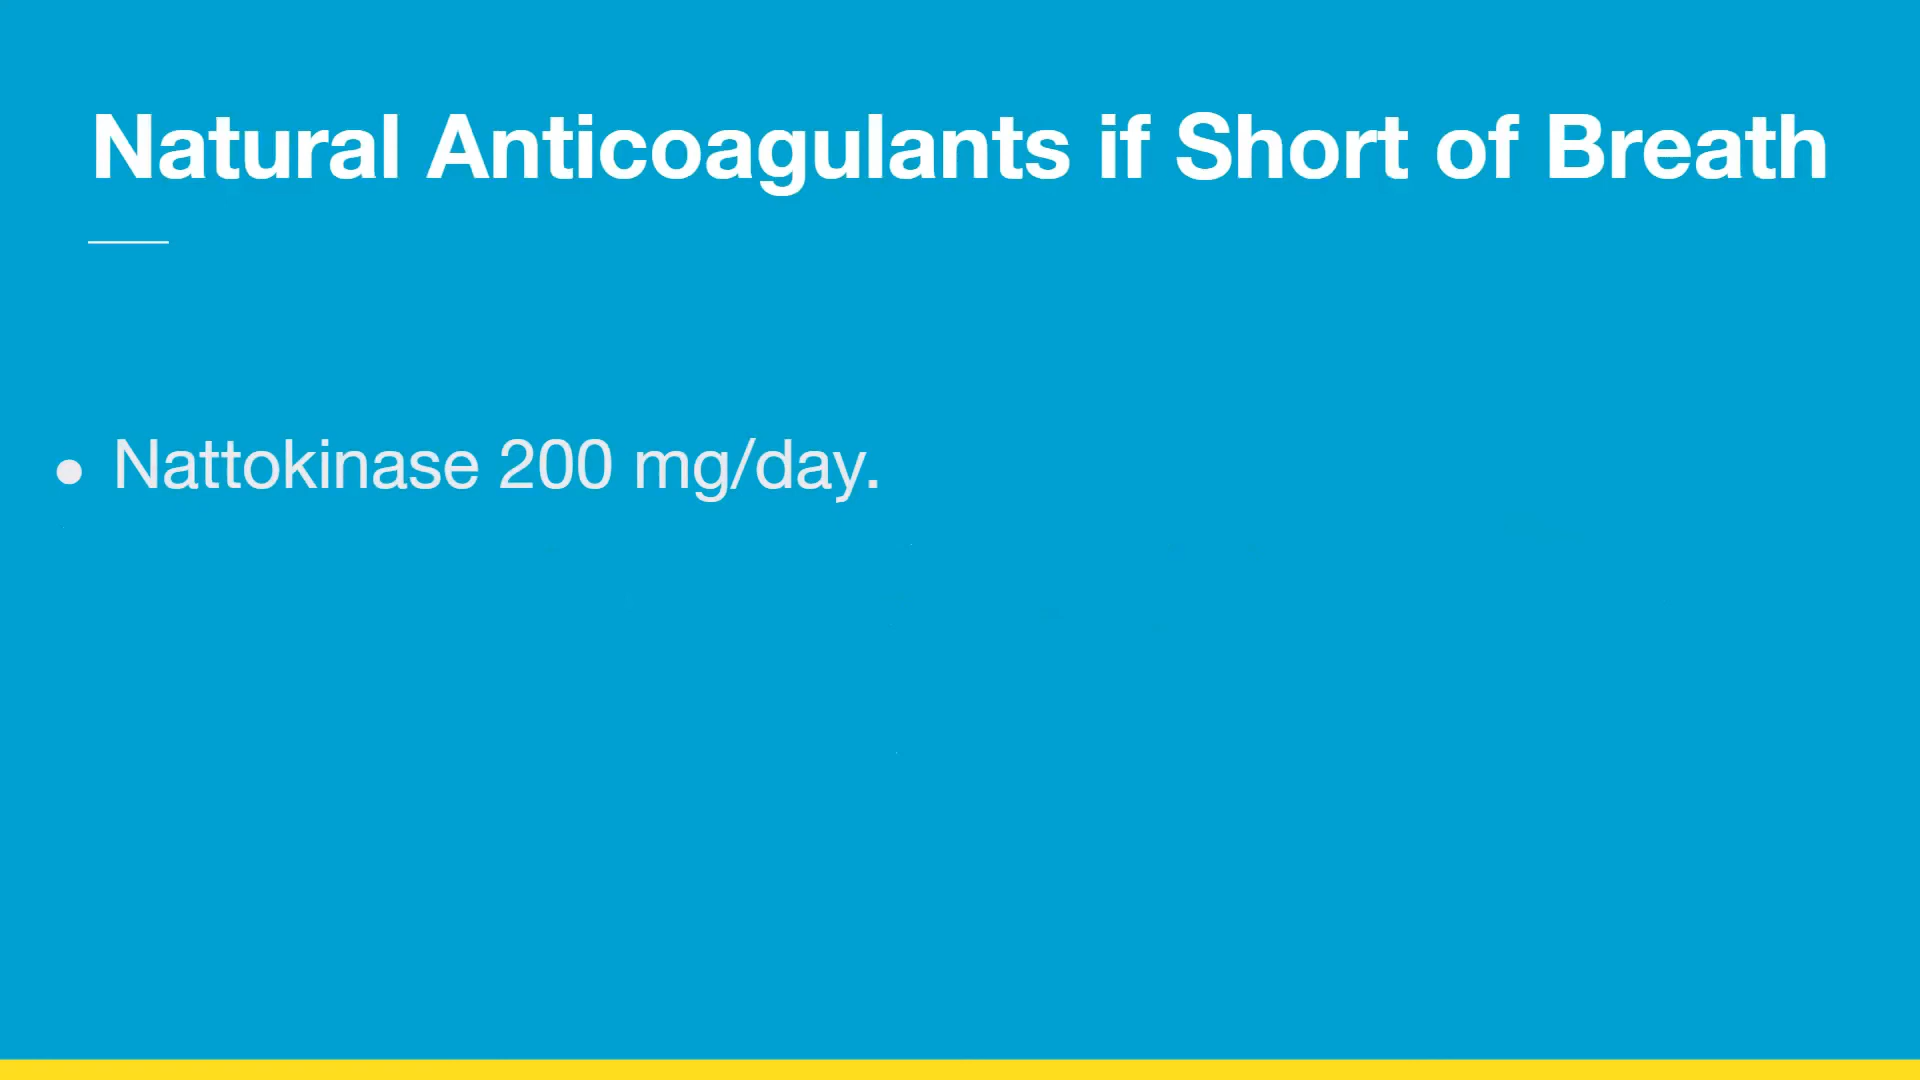 Natural Anticoagulants if Short of Breath
● Nattokinase 200 mg/day.